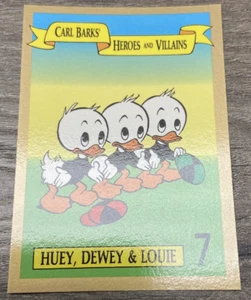 CARL BARKS'
HEROES AND VILLAINS
HUEY, DEWEY & LOUIE
7